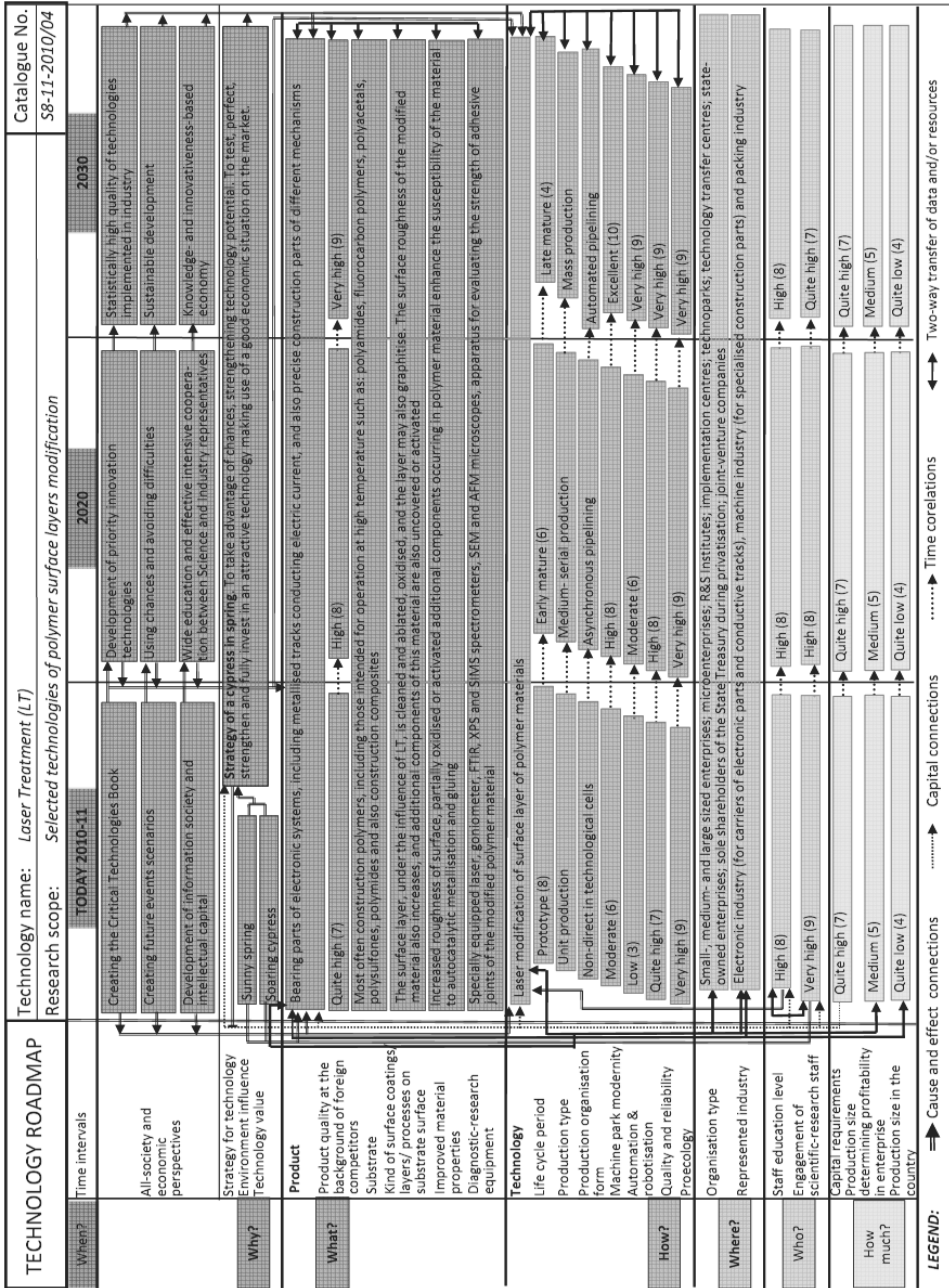 TECHNOLOGY ROADMAP
Technology name: Laser Treatment (LT)
Research scope: Selected technologies of polymer surface layers modification
Catalogue No.
S8-11-2010/04
When?
Time intervals
TODAY 2010-11
2020
2030
All-society and
economic
perspectives
Creating the Critical Technologies Book
Development of priority innovation
technologies
Statistically high quality of technologies
implemented in industry
Creating future events scenarios
Using chances and avoiding difficulties
Sustainable development
Development of information society and
intellectual capital
Wide education and effective intensive coopera-
tion between Science and Industry representatives
Knowledge- and innovativeness-based
economy
Why?
Strategy for technology
Environment influence
Technology value
Strategy of a cypress in spring. To take advantage of chances, strengthening technology potential. To test, perfect,
strengthen and fully invest in an attractive technology making use of a good economic situation on the market.
Sunny spring
Soaring cypress
What?
Product
Bearing parts of electronic systems, including metallised tracks conducting electric current, and also precise construction parts of different mechanisms
Product quality at the
background of foreign
competitors
Quite high (7)
High (8)
Very high (9)
Substrate
Most often construction polymers, including those intended for operation at high temperature such as: polyamides, fluorocarbon polymers, polyacetals,
polysulfones, polymides and also construction composites
Kind of surface coatings/
layers/ processes on
substrate surface
The surface layer, under the influence of LT, is cleaned and ablated, oxidised, and the layer may also graphitise. The surface roughness of the modified
material also increases, and additional components of this material are also uncovered or activated
Improved material
properties
Increased roughness of surface, partially oxidised or activated additional components occurring in polymer material enhance the susceptibility of the material
to autocatalytic metallisation and gluing
Diagnostic-research
equipment
Specially equipped laser, goniometer, FTIR, XPS and SIMS spectrometers, SEM and AFM microscopes, apparatus for evaluating the strength of adhesive
joints of the modified polymer material
How?
Technology
Laser modification of surface layer of polymer materials
Life cycle period
Prototype (8)
Early mature (6)
Late mature (4)
Production type
Unit production
Medium- serial production
Mass production
Production organisation
form
Non-direct in technological cells
Asynchronous pipelining
Automated pipelining
Machine park modernity
Moderate (6)
High (8)
Excellent (10)
Automation &
robotisation
Low (3)
Moderate (6)
Very high (9)
Quality and reliability
Quite high (7)
High (8)
Very high (9)
Proecology
Very high (9)
Very high (9)
Very high (9)
Where?
Organisation type
Small-, medium- and large sized enterprises; microenterprises; R&S Institutes; implementation centres; technoparks; technology transfer centres; state-
owned enterprises; sole shareholders of the State Treasury during privatisation; joint-venture companies
Represented industry
Electronic industry (for carriers of electronic parts and conductive tracks), machine industry (for specialised construction parts) and packing industry
Who?
Staff education level
High (8)
High (8)
High (8)
Engagement of
scientific-research staff
Very high (9)
High (8)
Quite high (7)
How
much?
Capital requirements
Quite high (7)
Quite high (7)
Quite high (7)
Production size
determining profitability
in enterprise
Medium (5)
Medium (5)
Medium (5)
Production size in the
country
Quite low (4)
Quite low (4)
Quite low (4)
LEGEND:
Cause and effect connections
Capital connections
Time corelations
Two-way transfer of data and/or resources